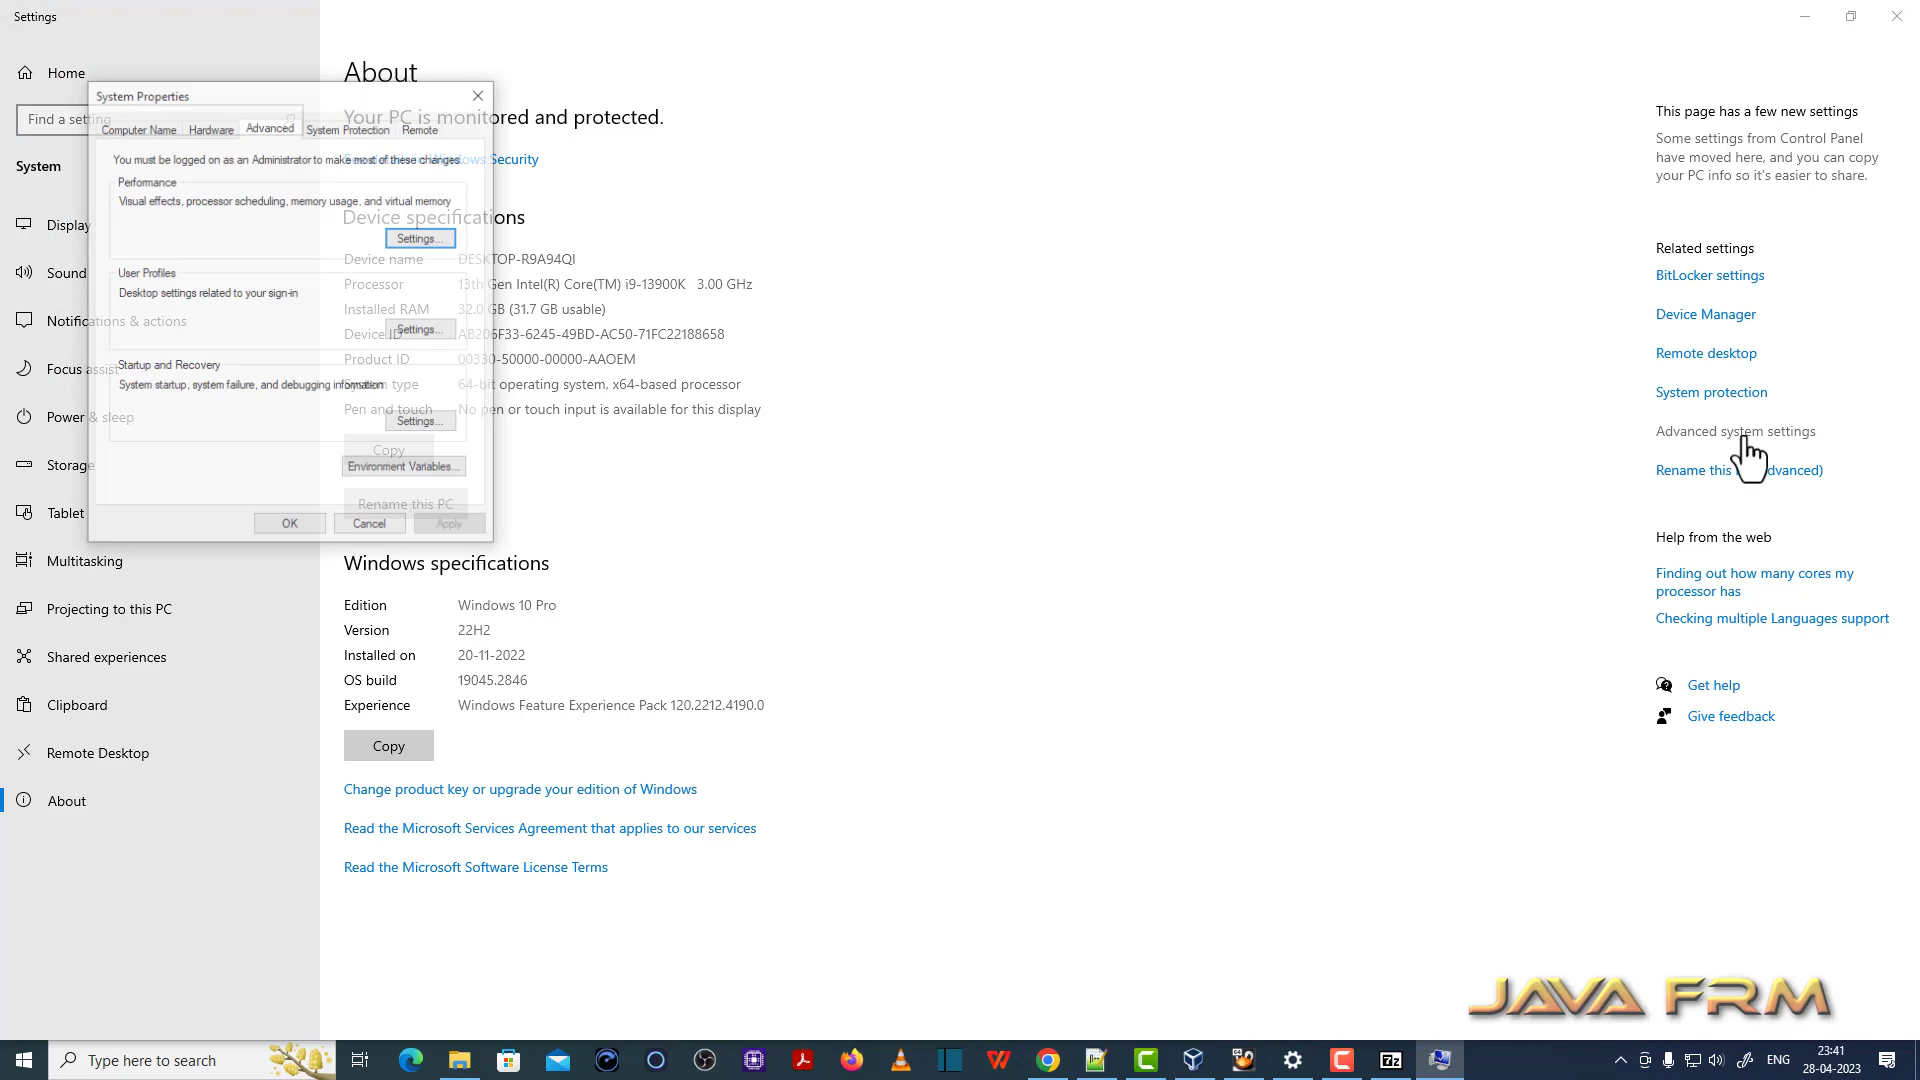 Settings
Home
Find a setting
System
Display
Sound
Notifications & actions
Focus assist
Power & sleep
Storage
Tablet
Multitasking
Projecting to this PC
Shared experiences
Clipboard
Remote Desktop
About
System Properties
Computer Name
Hardware
Advanced
System Protection
Remote
You must be logged on as an Administrator to make most of these changes.
Performance
Visual effects, processor scheduling, memory usage, and virtual memory
Settings...
User Profiles
Desktop settings related to your sign-in
Settings...
Startup and Recovery
System startup, system failure, and debugging information
Settings...
Environment Variables...
OK
Cancel
Apply
About
Your PC is monitored and protected.
See details in Windows Security
Device specifications
Device name DESKTOP-R9A94QI
Processor 13th Gen Intel(R) Core(TM) i9-13900K 3.00 GHz
Installed RAM 32.0 GB (31.7 GB usable)
Device ID AB206F33-6245-49BD-AC50-71FC22188658
Product ID 00330-50000-00000-AAOEM
System type 64-bit operating system, x64-based processor
Pen and touch No pen or touch input is available for this display
Copy
Rename this PC
Windows specifications
Edition Windows 10 Pro
Version 22H2
Installed on 20-11-2022
OS build 19045.2846
Experience Windows Feature Experience Pack 120.2212.4190.0
Copy
Change product key or upgrade your edition of Windows
Read the Microsoft Services Agreement that applies to our services
Read the Microsoft Software License Terms
This page has a few new settings
Some settings from Control Panel
have moved here, and you can copy
your PC info so it's easier to share.
Related settings
BitLocker settings
Device Manager
Remote desktop
System protection
Advanced system settings
Rename this dvanced)
Help from the web
Finding out how many cores my
processor has
Checking multiple Languages support
Get help
Give feedback
JAVA FRM
Type here to search
7z
ENG
23:41
28-04-2023